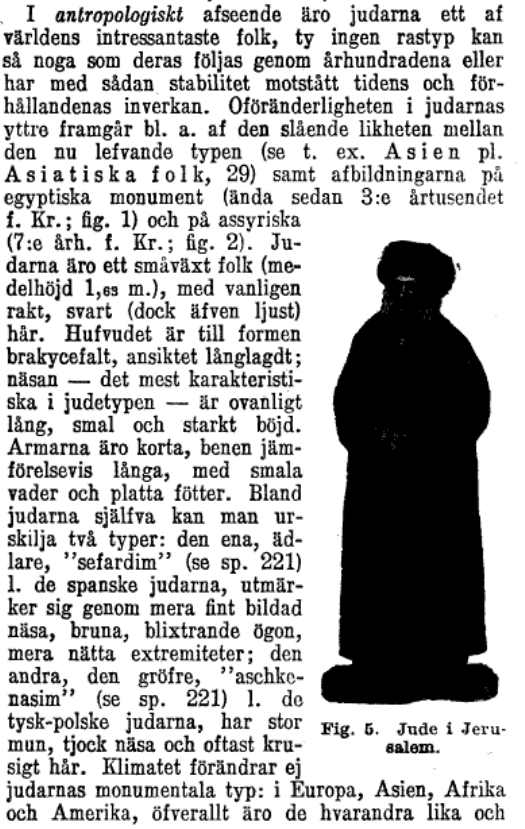 I antropologiskt afseende äro judarna ett af
världens intressantaste folk, ty ingen rastyp kan
så noga som deras följas genom århundradena eller
har med sådan stabilitet motstått tidens och för-
hållandenas inverkan. Oföränderligheten i judarnas
yttre framgår bl. a. af den slående likheten mellan
den nu lefvande typen (se t. ex. Asien pl.
Asiatiska folk, 29) samt afbildningarna på
egyptiska monument (ända sedan 3:e årtusendet
f. Kr.; fig. 1) och på assyriska
(7:e årh. f. Kr.; fig. 2). Ju-
darna äro ett småväxt folk (me-
delhöjd 1,63 m.), med vanligen
rakt, svart (dock äfven ljust)
hår. Hufvudet är till formen
brakycefalt, ansiktet långlagdt;
näsan — det mest karakteristi-
ska i judetypen — är ovanligt
lång, smal och starkt böjd.
Armarna äro korta, benen jäm-
förelsevis långa, med smala
vader och platta fötter. Bland
judarna själfva kan man ur-
skilja två typer: den ena, äd-
lare, "sefardim" (se sp. 221)
l. de spanske judarna, utmär-
ker sig genom mera fint bildad
näsa, bruna, blixtrande ögon,
mera nätta extremiteter; den
andra, den gröfre, "aschke-
nasim" (se sp. 221) l. de
tysk-polske judarna, har stor
mun, tjock näsa och oftast kru-
sigt hår. Klimatet förändrar ej
judarnas monumentala typ: i Europa, Asien, Afrika
och Amerika, öfverallt äro de hvarandra lika och
Fig. 5. Jude i Jeru-
salem.